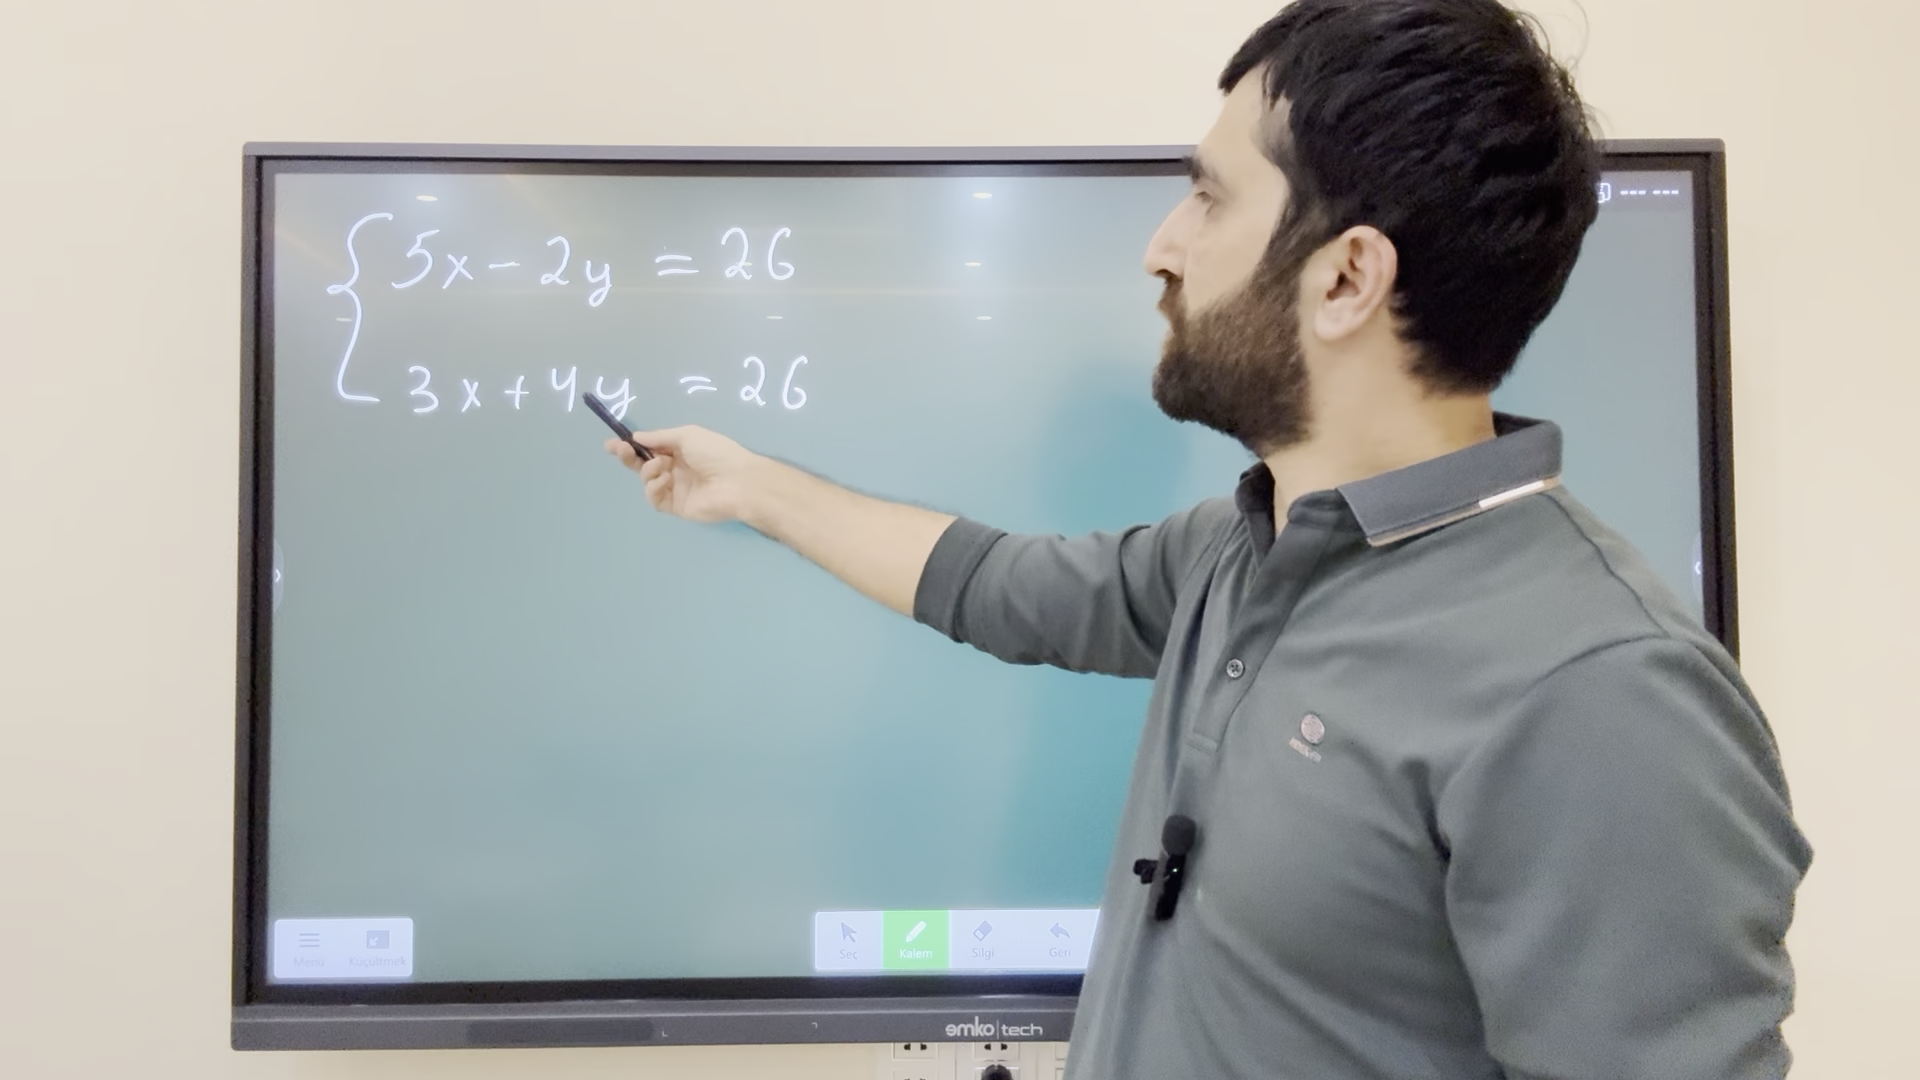 5x - 2y = 26
3x + 4y = 26
Menü Küçültmek
Seç Kalem Silgi Geri
emko|tech